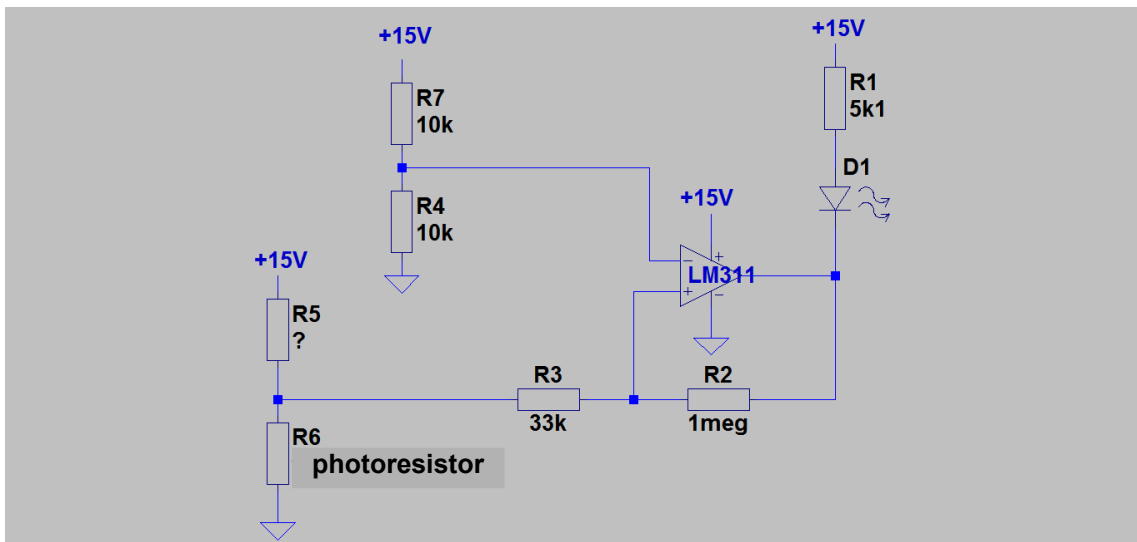 +15V
+15V
R7
10k
R1
5k1
D1
R4
10k
+15V
LM311
+15V
R5
?
R3
33k
R2
1meg
R6
photoresistor